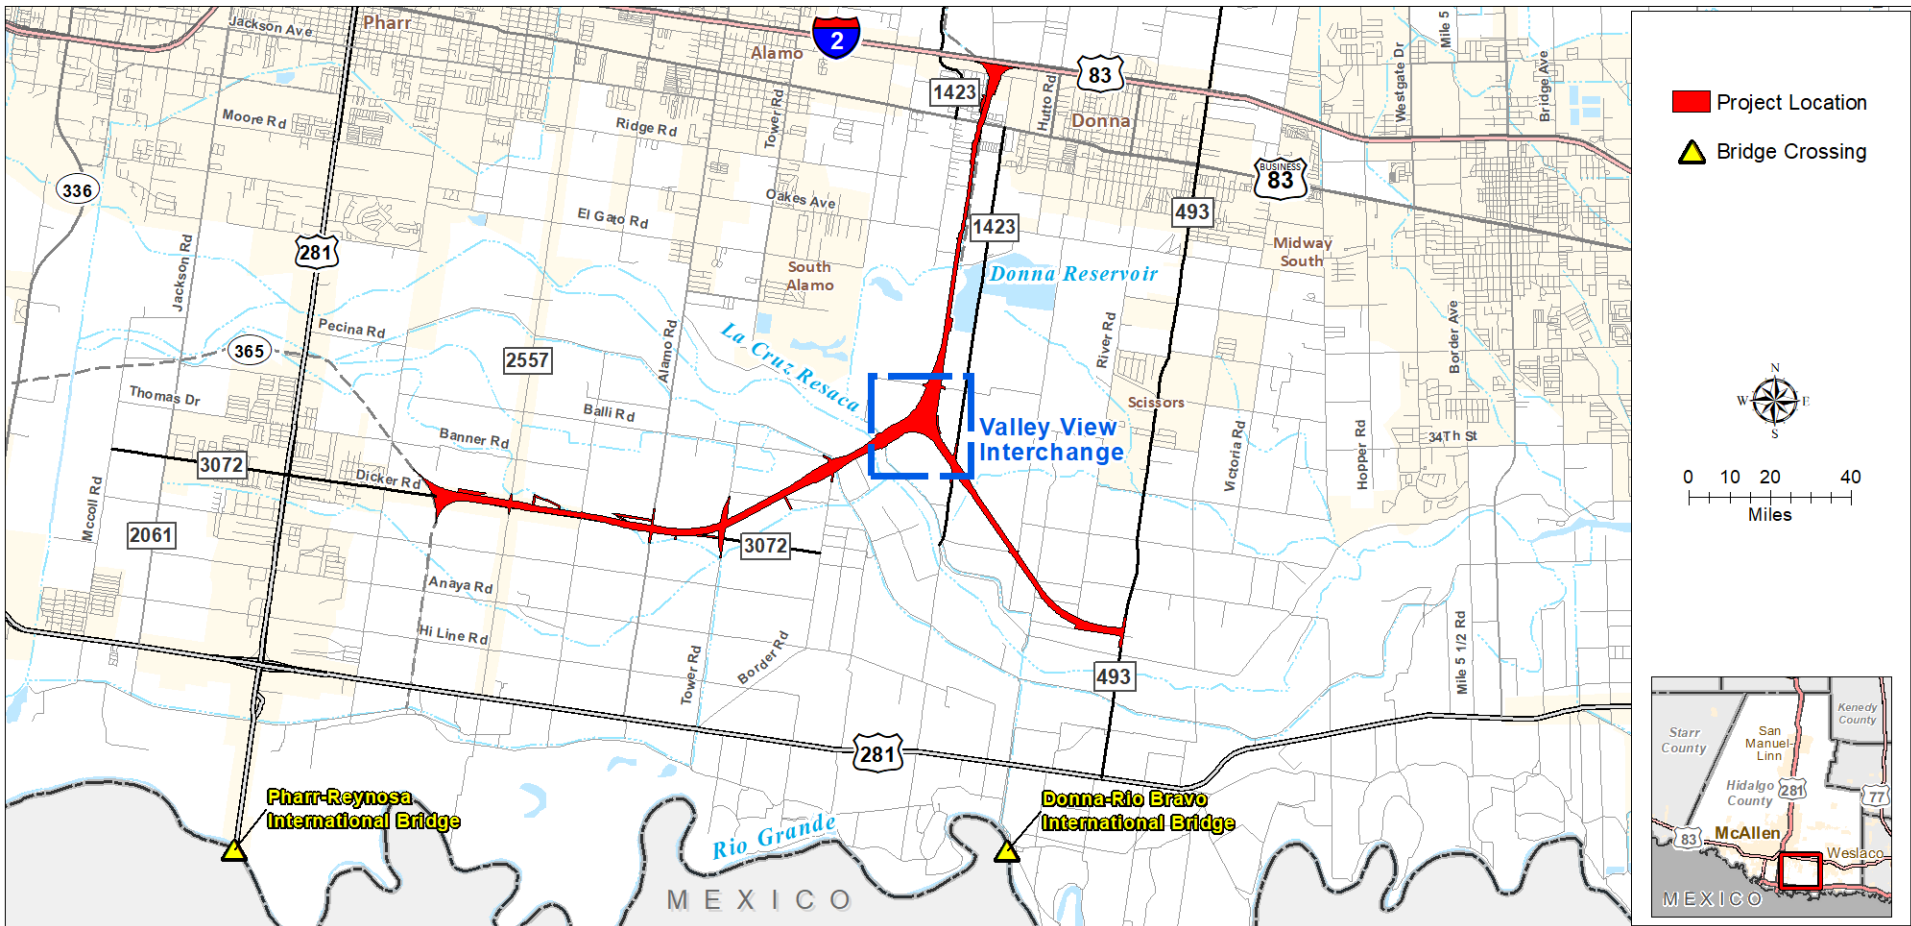 Jackson Ave
Pharr
Alamo
2
83
1423
Hutto Rd
Donna
Westgate Dr
Mile 5
Bridge Ave
Moore Rd
Ridge Rd
Tower Rd
BUSINESS
83
336
Oakes Ave
El Gato Rd
281
Jackson Rd
1423
493
Midway
South
South
Alamo
Donna Reservoir
Pecina Rd
365
2557
Alamo Rd
La Cruz Resaca
River Rd
Border Ave
Thomas Dr
Balli Rd
Scissors
Banner Rd
Valley View
Interchange
34Th St
Victoria Rd
Hopper Rd
3072
Dicker Rd
Mccoll Rd
2061
3072
Anaya Rd
Hi Line Rd
Tower Rd
Border Rd
493
Mile 5 1/2 Rd
281
Pharr-Reynosa
International Bridge
Donna-Rio Bravo
International Bridge
Rio Grande
MEXICO
Project Location
Bridge Crossing
N
W
E
S
0 10 20 40
Miles
Kenedy
County
Starr
County
San
Manuel-
Linn
Hidalgo
County
281
77
McAllen
83
Weslaco
MEXICO